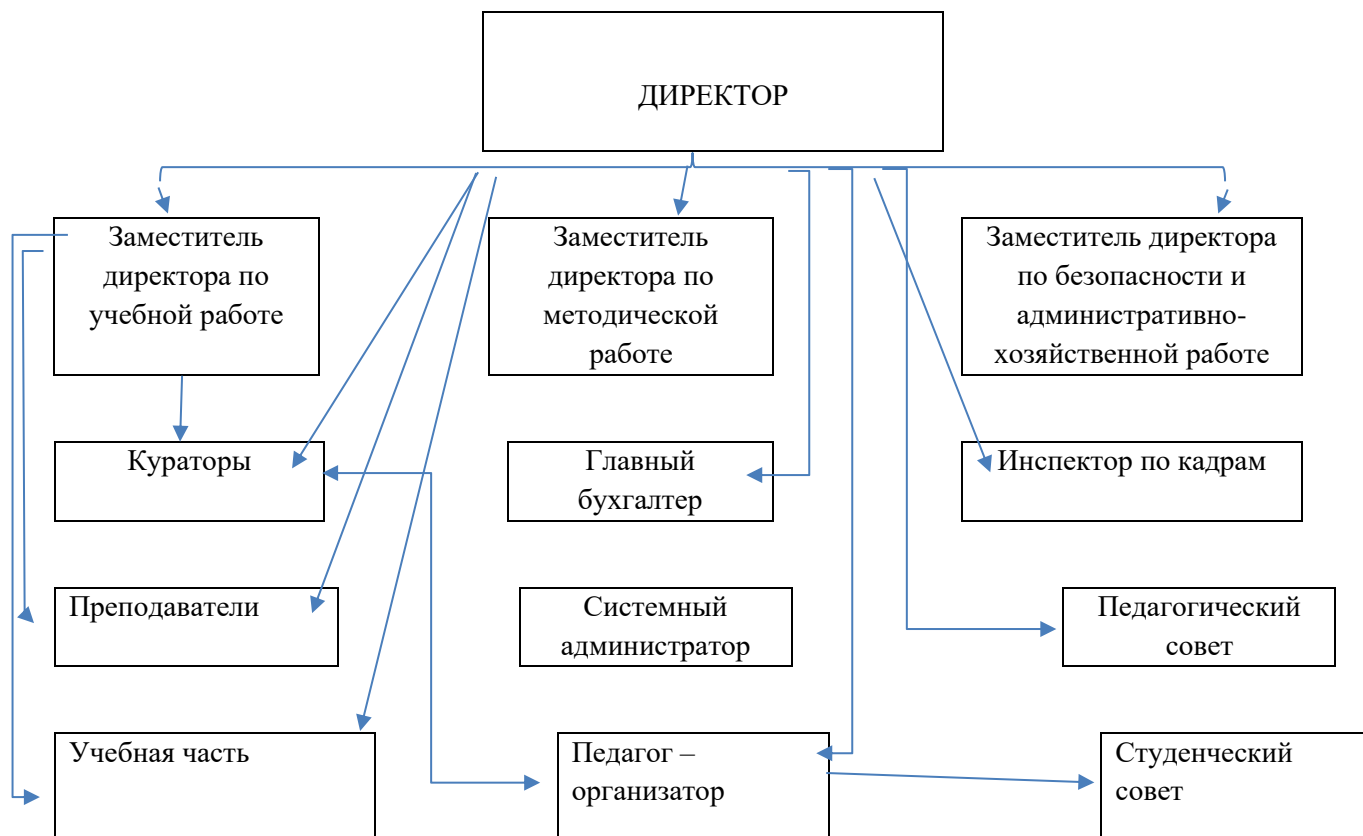 ДИРЕКТОР
Заместитель
директора по
учебной работе
Заместитель
директора по
методической
работе
Заместитель директора
по безопасности и
административно-
хозяйственной работе
Кураторы
Главный
бухгалтер
Инспектор по кадрам
Преподаватели
Системный
администратор
Педагогический
совет
Учебная часть
Педагог –
организатор
Студенческий
совет